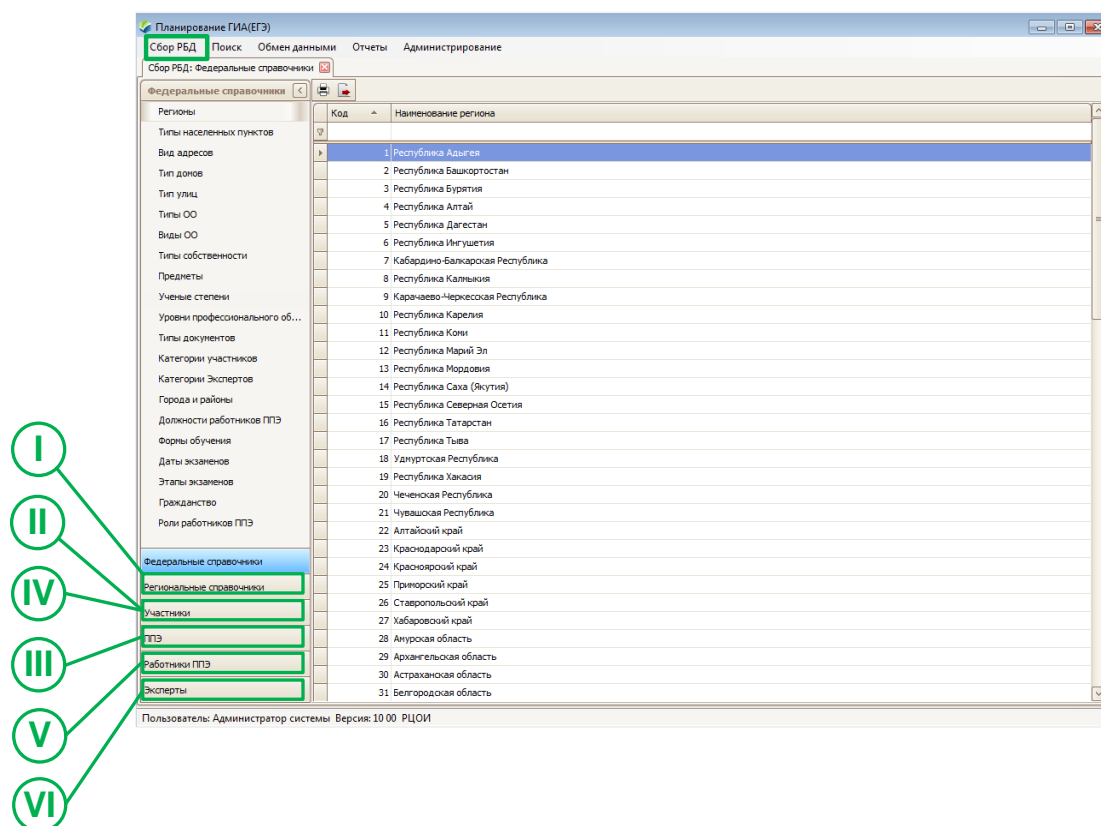 Планирование ГИА(ЕГЭ)
Сбор РБД Поиск Обмен данными Отчеты Администрирование
Сбор РБД: Федеральные справочники
Федеральные справочники
Регионы
Типы населенных пунктов
Вид адресов
Тип домов
Тип улиц
Типы ОО
Виды ОО
Типы собственности
Предметы
Ученые степени
Уровни профессионального об...
Типы документов
Категории участников
Категории Экспертов
Города и районы
Должности работников ППЭ
Формы обучения
Даты экзаменов
Этапы экзаменов
Гражданство
Роли работников ППЭ
Федеральные справочники
Региональные справочники
Участники
ППЭ
Работники ППЭ
Эксперты
Код Наименование региона
1 Республика Адыгея
2 Республика Башкортостан
3 Республика Бурятия
4 Республика Алтай
5 Республика Дагестан
6 Республика Ингушетия
7 Кабардино-Балкарская Республика
8 Республика Калмыкия
9 Карачаево-Черкесская Республика
10 Республика Карелия
11 Республика Коми
12 Республика Марий Эл
13 Республика Мордовия
14 Республика Саха (Якутия)
15 Республика Северная Осетия
16 Республика Татарстан
17 Республика Тыва
18 Удмуртская Республика
19 Республика Хакасия
20 Чеченская Республика
21 Чувашская Республика
22 Алтайский край
23 Краснодарский край
24 Красноярский край
25 Приморский край
26 Ставропольский край
27 Хабаровский край
28 Амурская область
29 Архангельская область
30 Астраханская область
31 Белгородская область
Пользователь: Администратор системы Версия: 10 00 РЦОИ
I
II
IV
III
V
VI